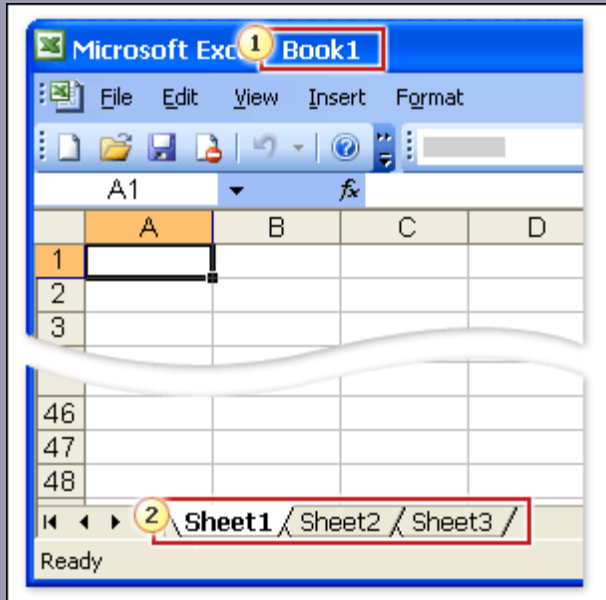 Microsoft Exc 1 Book1
File Edit View Insert Format
A1 fx
A B C D
1
2
3
46
47
48
2 Sheet1 Sheet2 Sheet3
Ready